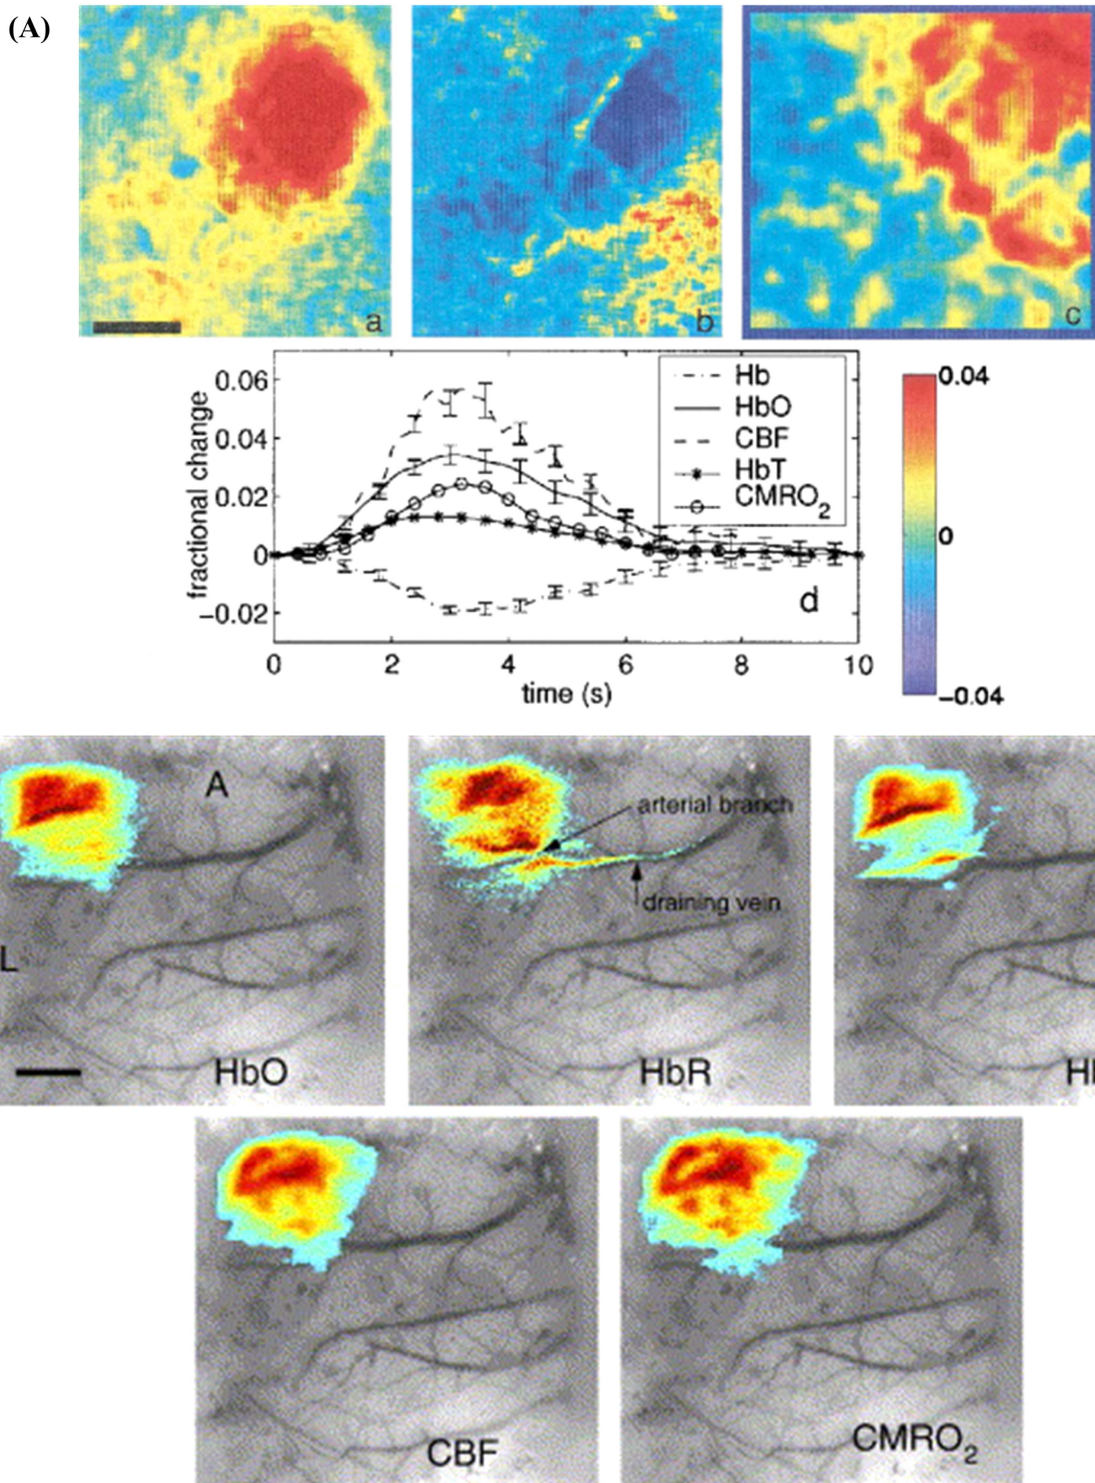 (A)
a
b
c
fractional change
0.06
0.04
0.02
0
−0.02
Hb
HbO
CBF
HbT
CMRO2
d
0 2 4 6 8 10
time (s)
0.04
0
−0.04
A
L
HbO
arterial branch
draining vein
HbR
CBF
CMRO2